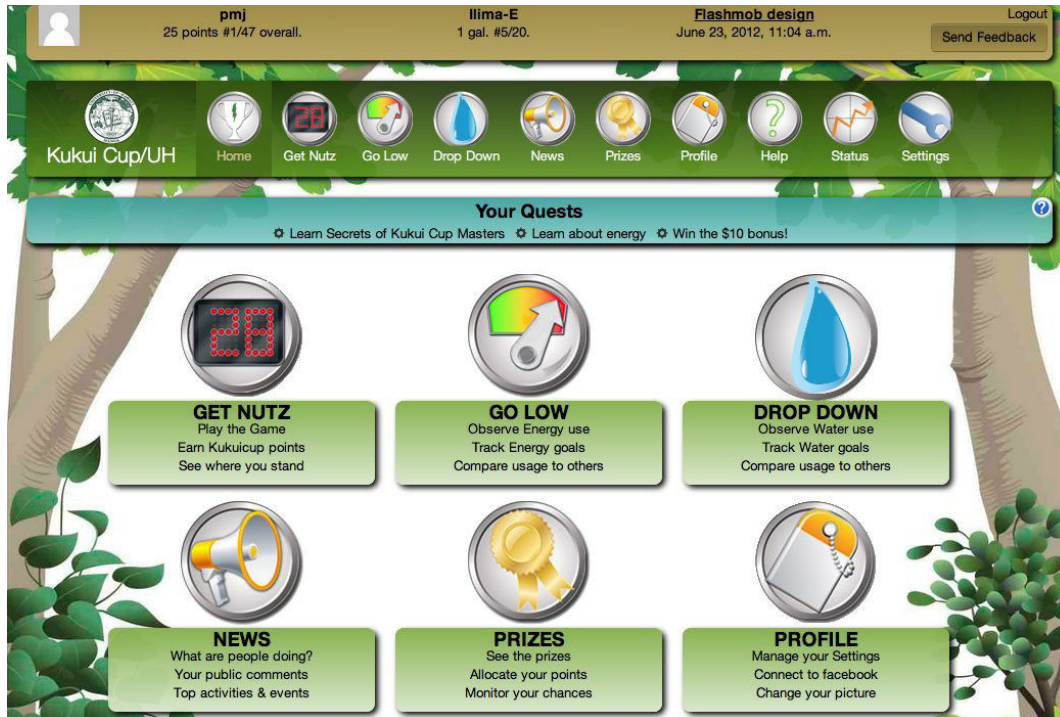 pmj
25 points #1/47 overall.
Ilima-E
1 gal. #5/20.
Flashmob design
June 23, 2012, 11:04 a.m.
Logout
Send Feedback
Kukui Cup/UH
Home
28
Get Nutz
Go Low
Drop Down
News
Prizes
Profile
?
Help
Status
Settings
Your Quests
Learn Secrets of Kukui Cup Masters Learn about energy Win the $10 bonus!
?
28
GET NUTZ
Play the Game
Earn Kukuicup points
See where you stand
GO LOW
Observe Energy use
Track Energy goals
Compare usage to others
DROP DOWN
Observe Water use
Track Water goals
Compare usage to others
NEWS
What are people doing?
Your public comments
Top activities & events
PRIZES
See the prizes
Allocate your points
Monitor your chances
PROFILE
Manage your Settings
Connect to facebook
Change your picture